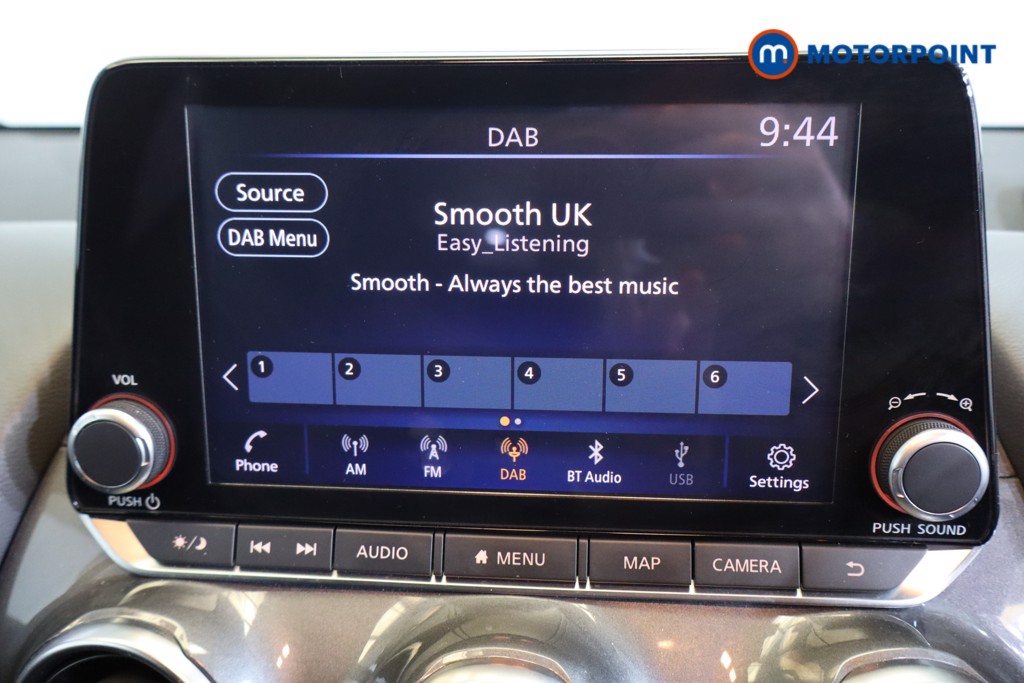 m MOTORPOINT
DAB 9:44
Source
DAB Menu
Smooth UK
Easy_Listening
Smooth - Always the best music
1 2 3 4 5 6
VOL
PUSH
Phone AM FM DAB BT Audio USB Settings
PUSH SOUND
AUDIO MENU MAP CAMERA